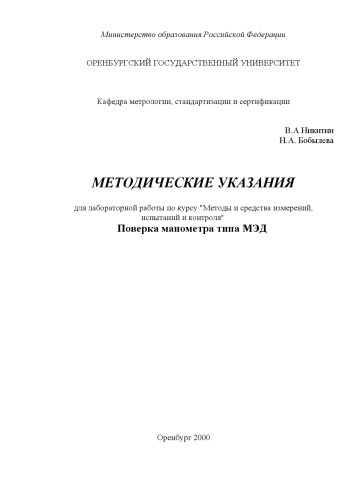 Министерство образования Российской Федерации
ОРЕНБУРГСКИЙ ГОСУДАРСТВЕННЫЙ УНИВЕРСИТЕТ
Кафедра метрологии, стандартизации и сертификации
В.А Никитин
Н.А. Бобылева
МЕТОДИЧЕСКИЕ УКАЗАНИЯ
для лабораторной работы по курсу "Методы и средства измерений,
испытаний и контроля"
Поверка манометра типа МЭД
Оренбург 2000